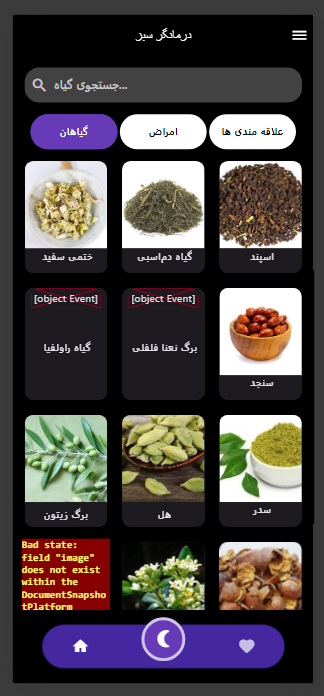 درمانگر سبز
جستجوی گیاه...
گیاهان
امراض
علاقه مندی ها
ختمی سفید
گیاه دم‌اسبی
اسپند
[object Event]
گیاه راولفیا
[object Event]
برگ نعنا فلفلی
سنجد
برگ زیتون
هل
سدر
Bad state:
field "image"
does not exist
within the
DocumentSnapsho
tPlatform